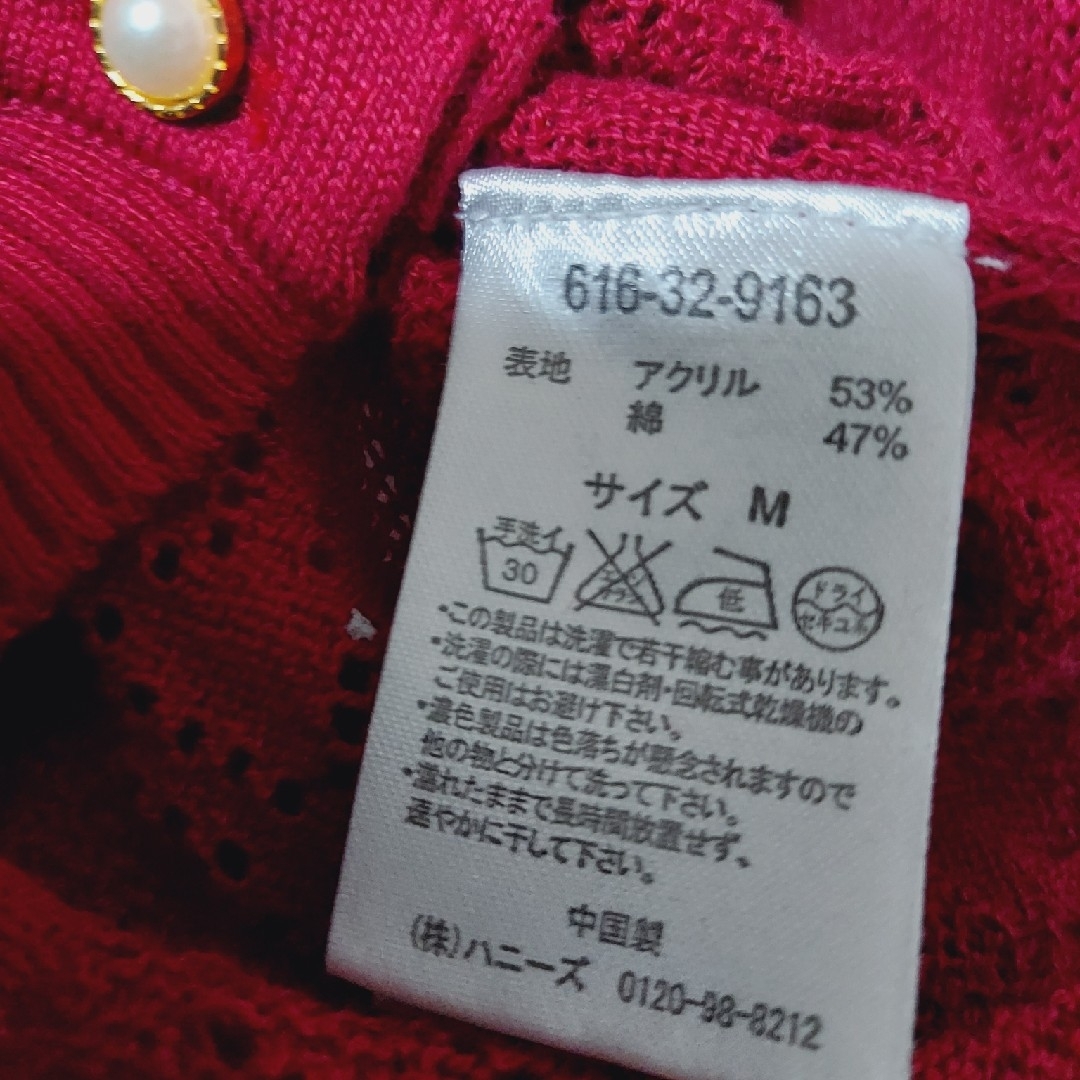 616-32-9163
表地 アクリル 53%
綿 47%
サイズ M
手洗イ 30 エンソ サラシ 低 ドライ セキユ系
・この製品は洗濯で若干縮む事があります。
・洗濯の際には漂白剤・回転式乾燥機の
ご使用はお避け下さい。
・濃色製品は色落ちが懸念されますので
他の物と分けて洗って下さい。
・濡れたままで長時間放置せず、
速やかに干して下さい。
中国製
(株)ハニーズ 0120-98-8212